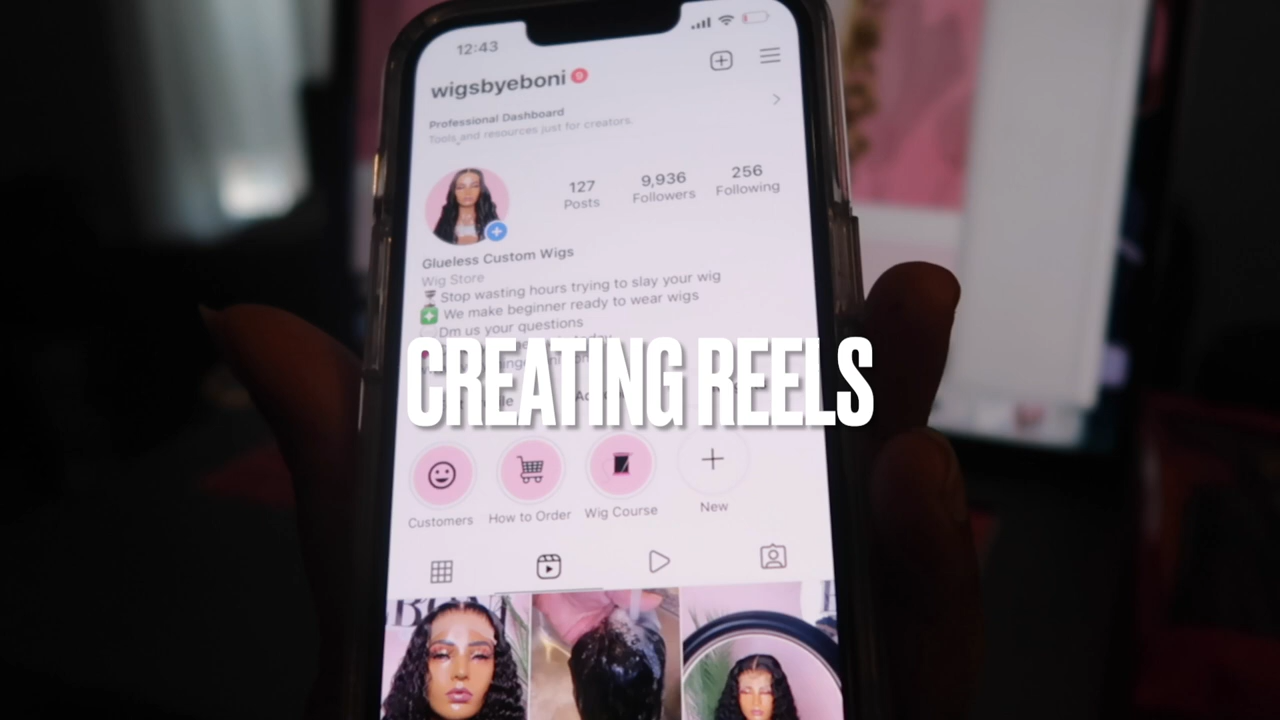 12:43
wigsbyeboni 9
Professional Dashboard
Tools and resources just for creators.
127 9,936 256
Posts Followers Following
Glueless Custom Wigs
Wig Store
Stop wasting hours trying to slay your wig
We make beginner ready to wear wigs
Dm us your questions
CREATING REELS
Customers How to Order Wig Course New